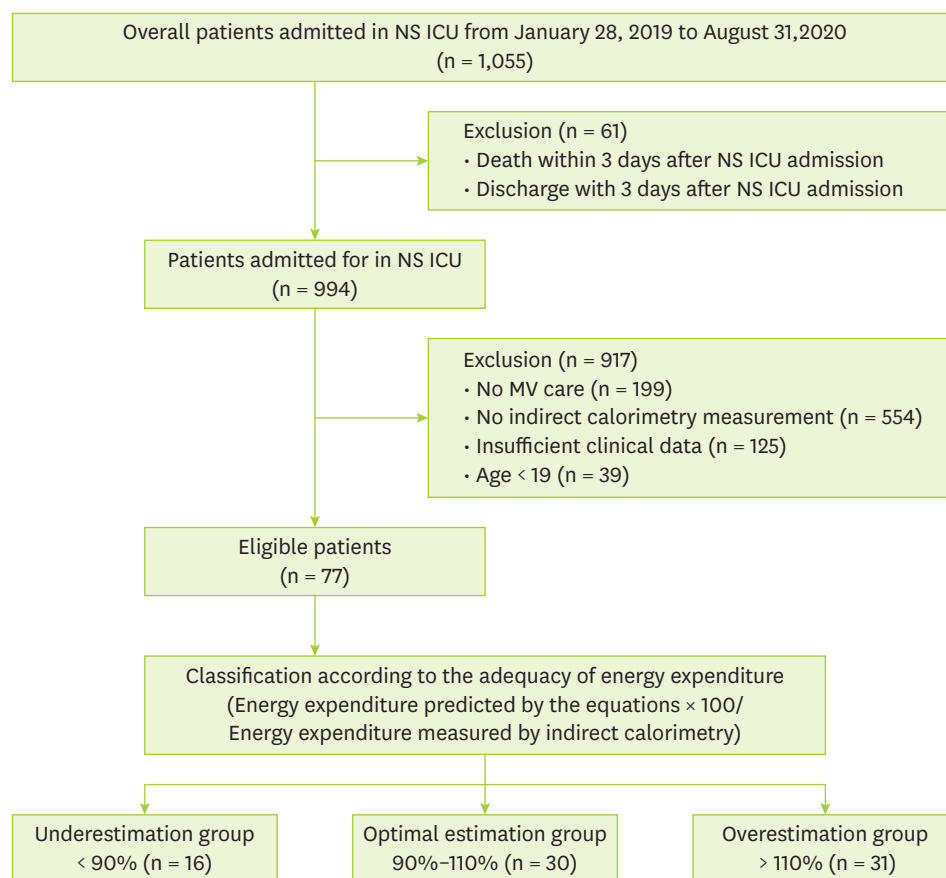 Overall patients admitted in NS ICU from January 28, 2019 to August 31,2020
(n = 1,055)
Exclusion (n = 61)
• Death within 3 days after NS ICU admission
• Discharge with 3 days after NS ICU admission
Patients admitted for in NS ICU
(n = 994)
Exclusion (n = 917)
• No MV care (n = 199)
• No indirect calorimetry measurement (n = 554)
• Insufficient clinical data (n = 125)
• Age < 19 (n = 39)
Eligible patients
(n = 77)
Classification according to the adequacy of energy expenditure
(Energy expenditure predicted by the equations × 100/
Energy expenditure measured by indirect calorimetry)
Underestimation group
< 90% (n = 16)
Optimal estimation group
90%–110% (n = 30)
Overestimation group
> 110% (n = 31)